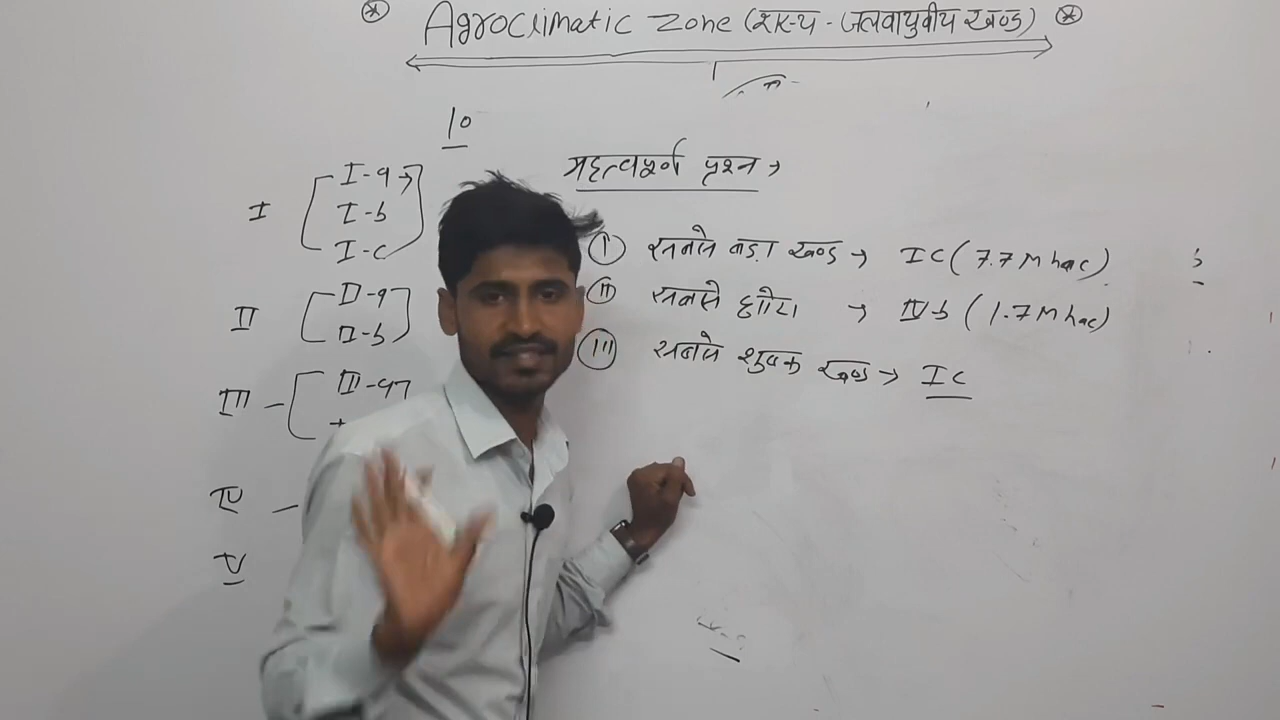 Agroclimatic Zone (शस्य - जलवायुवीय खण्ड)
10
I
I-a →
I-b
I-c
II
II-a
II-b
III -
III-a
IV -
V
महत्वपूर्ण प्रश्न →
(I) सबसे बड़ा खण्ड → IC (7.7 M hac)
(II) सबसे छोटा → IV-b (1.7 M hac)
(III) सबसे शुष्क खण्ड → IC